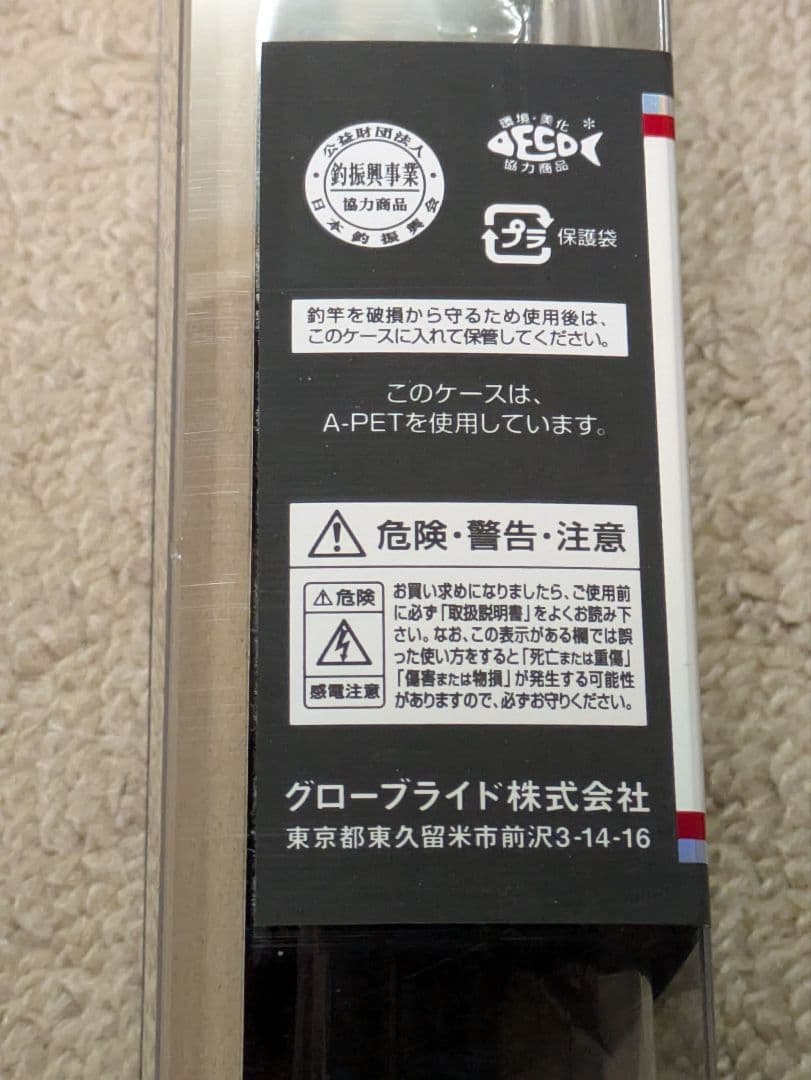 公益財団法人
釣振興事業
協力商品
日本釣振興会
環境・美化
ECO
協力商品
プラ 保護袋
釣竿を破損から守るため使用後は、
このケースに入れて保管してください。
このケースは、
A-PETを使用しています。
危険・警告・注意
危険
感電注意
お買い求めになりましたら、ご使用前
に必ず「取扱説明書」をよくお読み下
さい。なお、この表示がある欄では誤
った使い方をすると「死亡または重傷」
「傷害または物損」が発生する可能性
がありますので、必ずお守りください。
グローブライド株式会社
東京都東久留米市前沢3-14-16